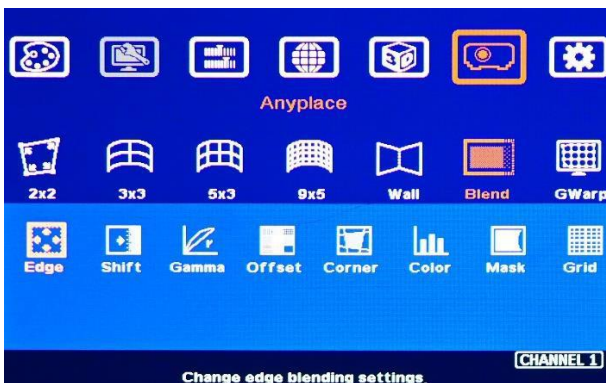 3D
Anyplace
2x2 3x3 5x3 9x5 Wall Blend GWarp
Edge Shift Gamma Offset Corner Color Mask Grid
CHANNEL 1
Change edge blending settings